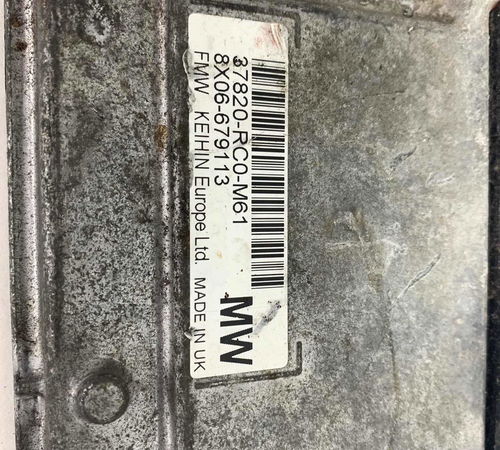 37820-RC0-M61
8X06-679113
FMW KEIHIN Europe Ltd. MADE IN UK
MW